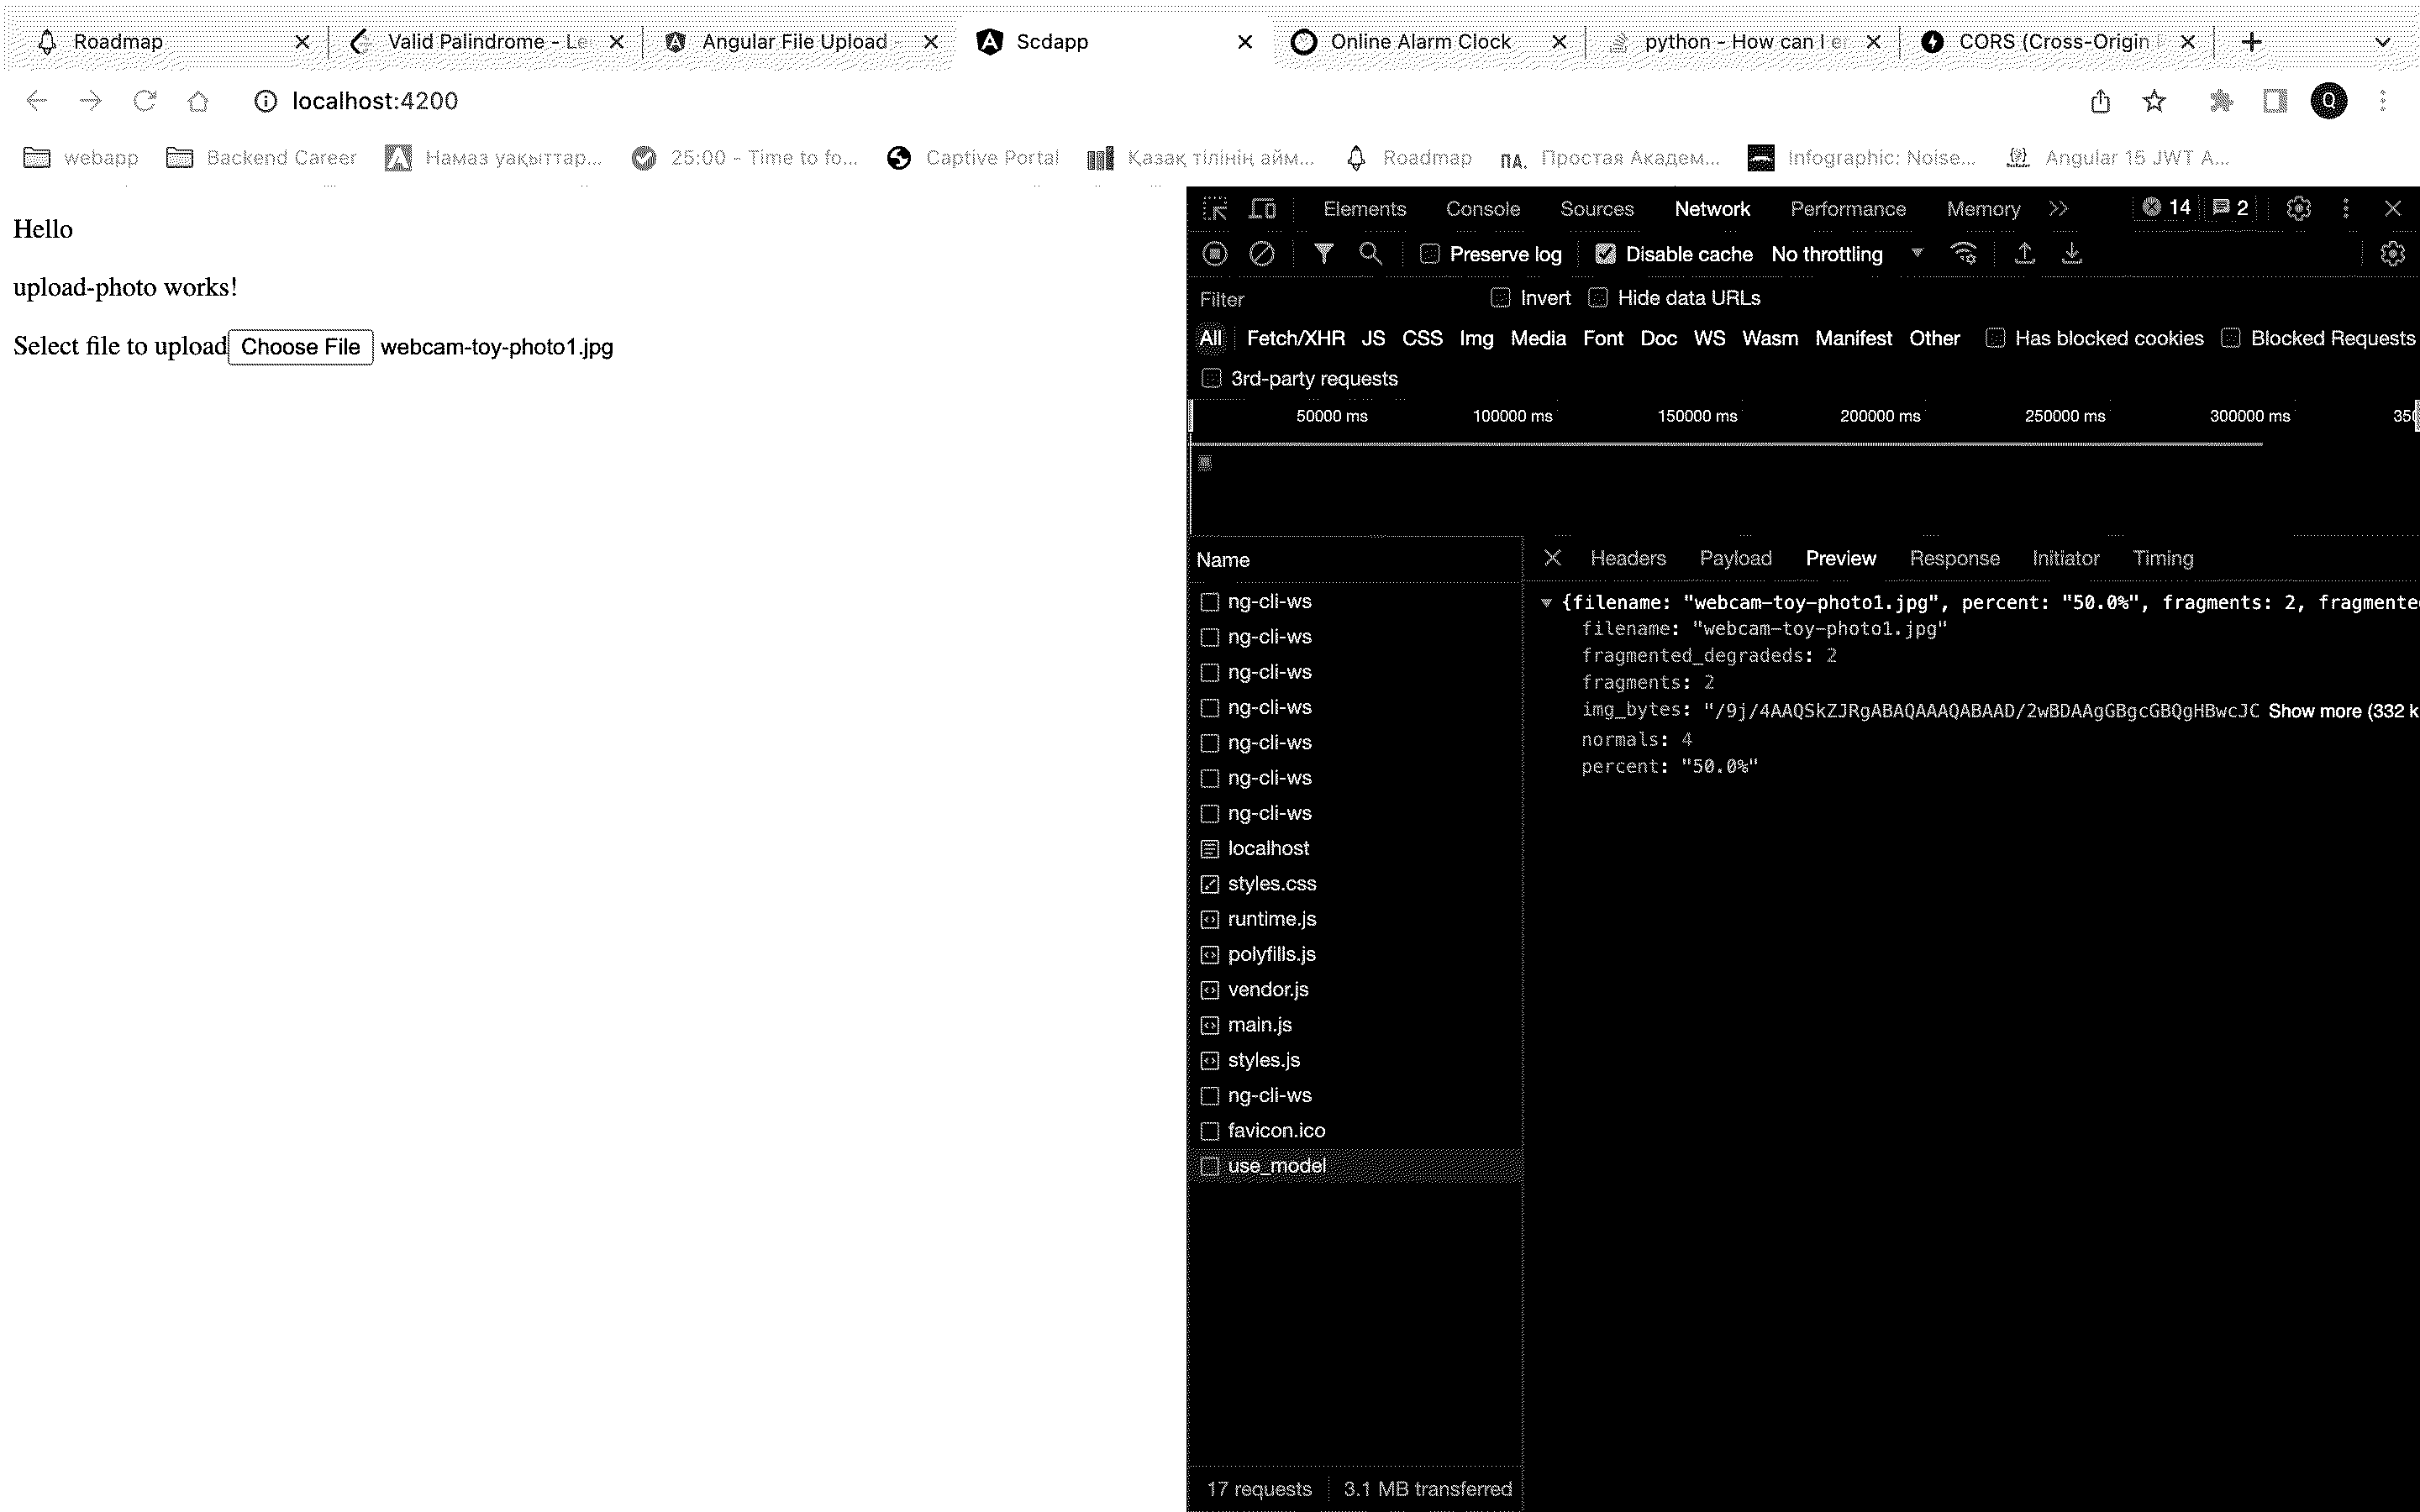 Roadmap
Valid Palindrome - Le
Angular File Upload -
Scdapp
Online Alarm Clock
python - How can I er
CORS (Cross-Origin
localhost:4200
Q
webapp
Backend Career
Намаз уақыттар...
25:00 - Time to fo...
Captive Portal
Қазақ тілінің айм...
Roadmap
ПА. Простая Академ...
Infographic: Noise...
Angular 15 JWT A...
Hello
upload-photo works!
Select file to upload Choose File webcam-toy-photo1.jpg
Elements Console Sources Network Performance Memory 14 2
Preserve log Disable cache No throttling
Filter Invert Hide data URLs
All Fetch/XHR JS CSS Img Media Font Doc WS Wasm Manifest Other Has blocked cookies Blocked Requests
3rd-party requests
50000 ms 100000 ms 150000 ms 200000 ms 250000 ms 300000 ms 350
Name
ng-cli-ws
ng-cli-ws
ng-cli-ws
ng-cli-ws
ng-cli-ws
ng-cli-ws
ng-cli-ws
localhost
styles.css
runtime.js
polyfills.js
vendor.js
main.js
styles.js
ng-cli-ws
favicon.ico
use_model
17 requests 3.1 MB transferred
Headers Payload Preview Response Initiator Timing
{filename: "webcam-toy-photo1.jpg", percent: "50.0%", fragments: 2, fragmente
filename: "webcam-toy-photo1.jpg"
fragmented_degradeds: 2
fragments: 2
img_bytes: "/9j/4AAQSkZJRgABAQAAAQABAAD/2wBDAAgGBgcGBQgHBwcJC Show more (332 k
normals: 4
percent: "50.0%"